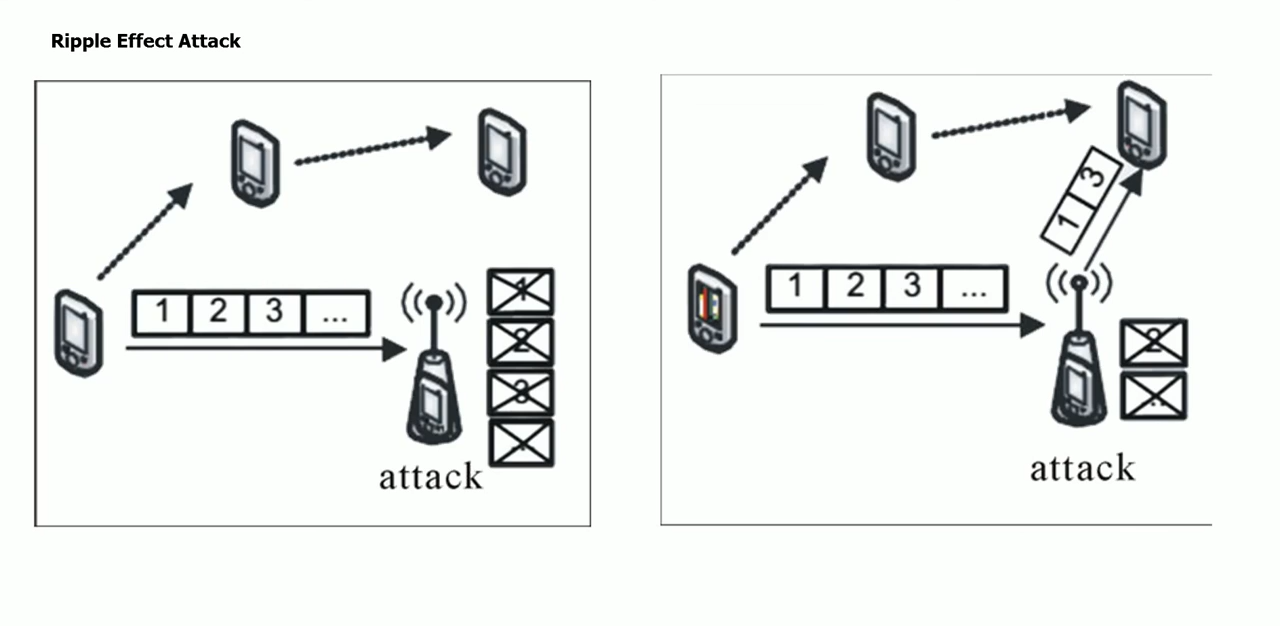 Ripple Effect Attack
1 2 3 ...
1
2
3
attack
1 3
1 2 3 ...
2
attack